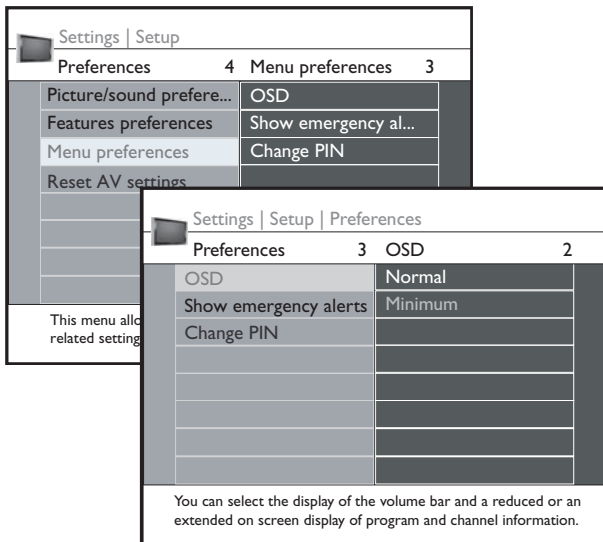 Settings | Setup
Preferences 4 Menu preferences 3
Picture/sound prefere... OSD
Features preferences Show emergency al...
Menu preferences Change PIN
Reset AV settings
This menu allo
related setting
Settings | Setup | Preferences
Preferences 3 OSD 2
OSD Normal
Show emergency alerts Minimum
Change PIN
You can select the display of the volume bar and a reduced or an
extended on screen display of program and channel information.